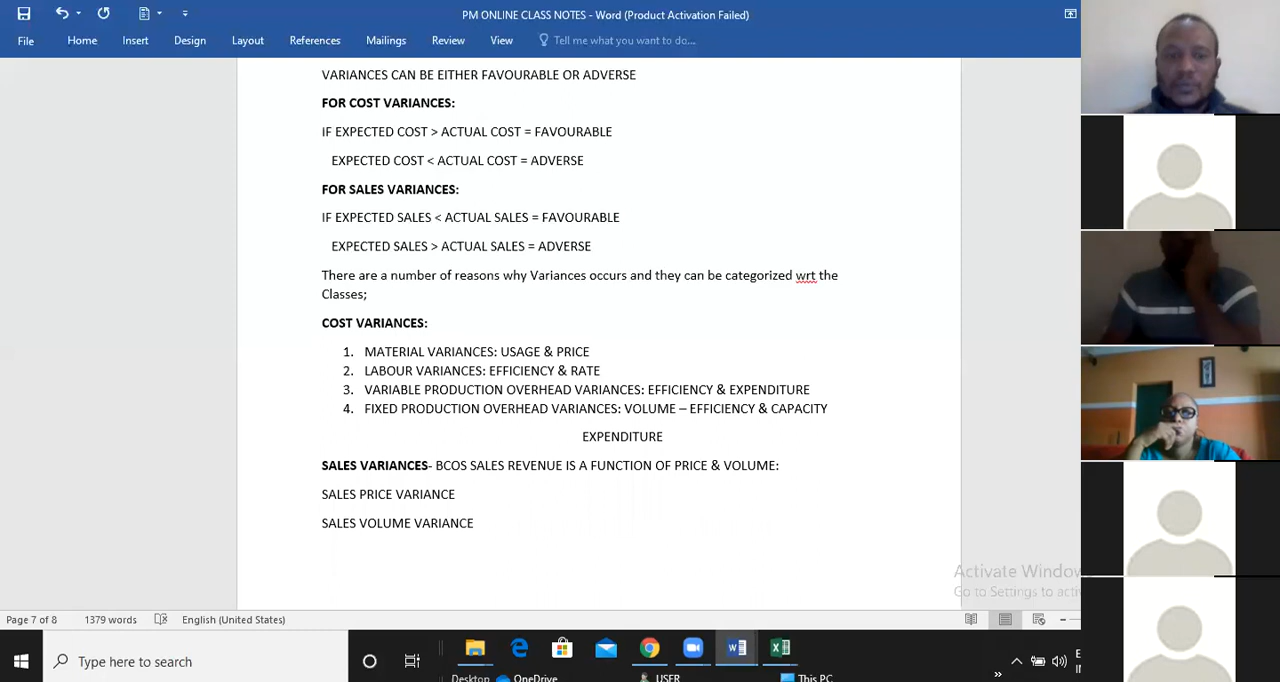 PM ONLINE CLASS NOTES - Word (Product Activation Failed)
File Home Insert Design Layout References Mailings Review View Tell me what you want to do...
VARIANCES CAN BE EITHER FAVOURABLE OR ADVERSE
FOR COST VARIANCES:
IF EXPECTED COST > ACTUAL COST = FAVOURABLE
EXPECTED COST < ACTUAL COST = ADVERSE
FOR SALES VARIANCES:
IF EXPECTED SALES < ACTUAL SALES = FAVOURABLE
EXPECTED SALES > ACTUAL SALES = ADVERSE
There are a number of reasons why Variances occurs and they can be categorized wrt the
Classes;
COST VARIANCES:
1. MATERIAL VARIANCES: USAGE & PRICE
2. LABOUR VARIANCES: EFFICIENCY & RATE
3. VARIABLE PRODUCTION OVERHEAD VARIANCES: EFFICIENCY & EXPENDITURE
4. FIXED PRODUCTION OVERHEAD VARIANCES: VOLUME – EFFICIENCY & CAPACITY
EXPENDITURE
SALES VARIANCES- BCOS SALES REVENUE IS A FUNCTION OF PRICE & VOLUME:
SALES PRICE VARIANCE
SALES VOLUME VARIANCE
Activate Window
Go to Settings to activ
Page 7 of 8 1379 words English (United States)
Type here to search
Desktop OneDrive USER This PC